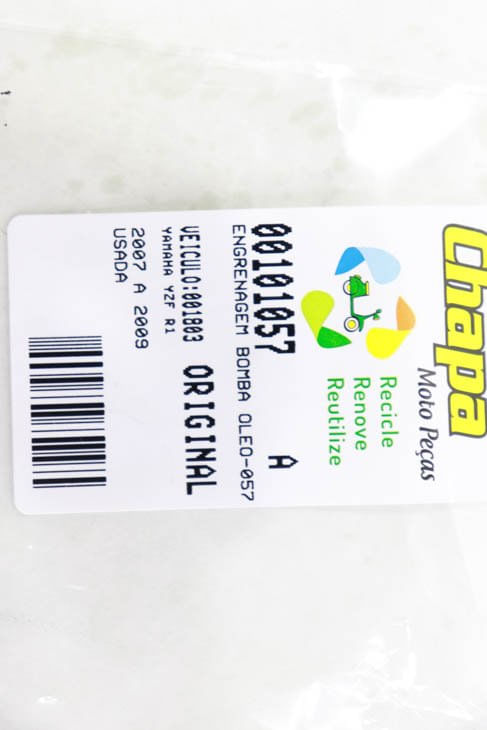 Chapa
Moto Peças
Recicle
Renove
Reutilize
00101057 A
ENGRENAGEM BOMBA OLEO-057
VEICULO:001803 ORIGINAL
YAMAHA YZF R1
2007 A 2009
USADA